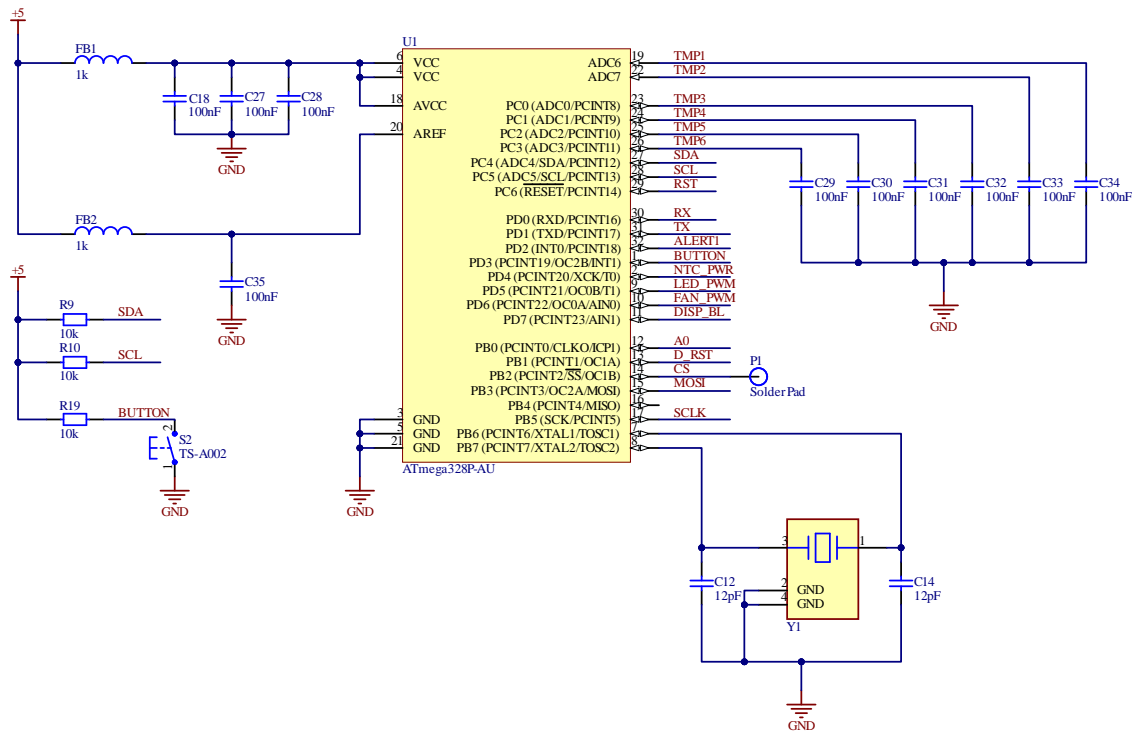 +5
FB1
1k
C18
100nF
C27
100nF
C28
100nF
GND
FB2
1k
C35
100nF
GND
+5
R9
10k
SDA
R10
10k
SCL
R19
10k
BUTTON
2
1
S2
TS-A002
GND
U1
6 VCC
4 VCC
18 AVCC
20 AREF
3 GND
5 GND
21 GND
GND
ADC6 19 TMP1
ADC7 22 TMP2
PC0 (ADC0/PCINT8) 23 TMP3
PC1 (ADC1/PCINT9) 24 TMP4
PC2 (ADC2/PCINT10) 25 TMP5
PC3 (ADC3/PCINT11) 26 TMP6
PC4 (ADC4/SDA/PCINT12) 27 SDA
PC5 (ADC5/SCL/PCINT13) 28 SCL
PC6 (RESET/PCINT14) 29 RST
PD0 (RXD/PCINT16) 30 RX
PD1 (TXD/PCINT17) 31 TX
PD2 (INT0/PCINT18) 32 ALERT1
PD3 (PCINT19/OC2B/INT1) 1 BUTTON
PD4 (PCINT20/XCK/T0) 2 NTC_PWR
PD5 (PCINT21/OC0B/T1) 9 LED_PWM
PD6 (PCINT22/OC0A/AIN0) 10 FAN_PWM
PD7 (PCINT23/AIN1) 11 DISP_BL
PB0 (PCINT0/CLKO/ICP1) 12 A0
PB1 (PCINT1/OC1A) 13 D_RST
PB2 (PCINT2/SS/OC1B) 14 CS
PB3 (PCINT3/OC2A/MOSI) 15 MOSI
PB4 (PCINT4/MISO) 16
PB5 (SCK/PCINT5) 17 SCLK
PB6 (PCINT6/XTAL1/TOSC1) 7
PB7 (PCINT7/XTAL2/TOSC2) 8
ATmega328P-AU
P1
Solder Pad
C29
100nF
C30
100nF
C31
100nF
C32
100nF
C33
100nF
C34
100nF
GND
C12
12pF
3
1
2 GND
4 GND
Y1
C14
12pF
GND